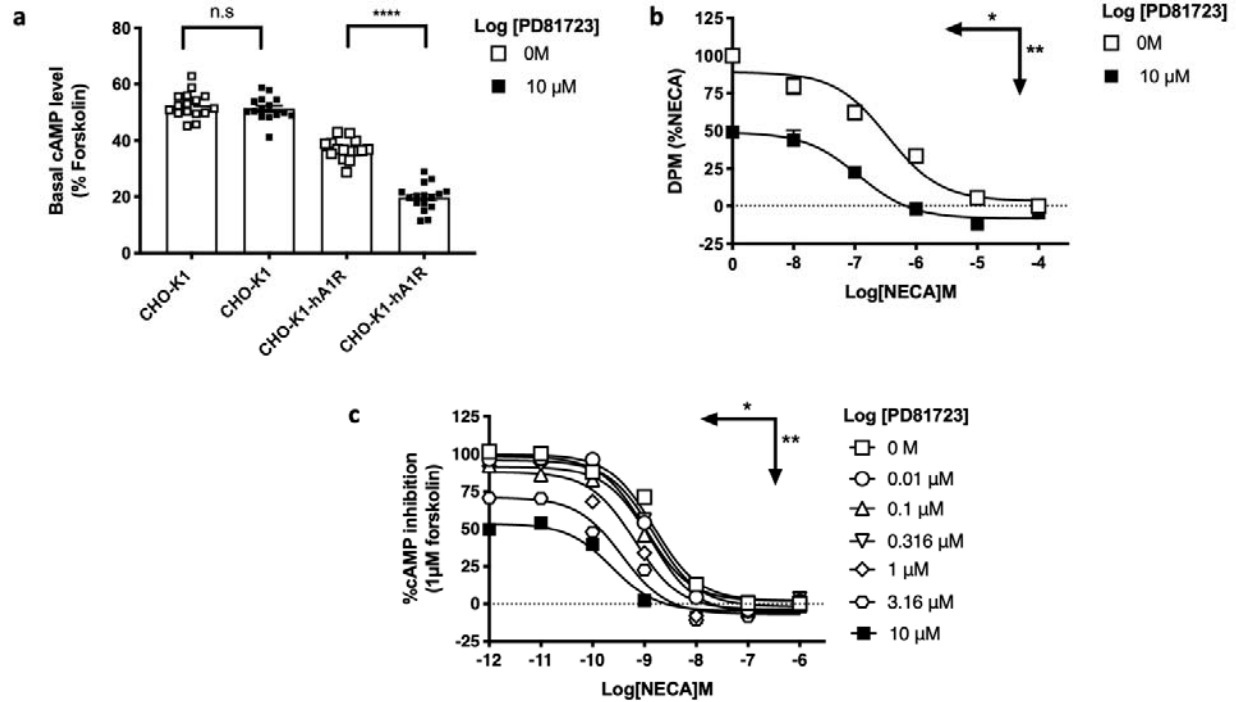 a
n.s
****
Log [PD81723]
0M
10 µM
80
60
40
20
0
Basal cAMP level
(% Forskolin)
CHO-K1
CHO-K1
CHO-K1-hA1R
CHO-K1-hA1R
b
*
**
Log [PD81723]
0M
10 µM
125
100
75
50
25
0
-25
DPM (%NECA)
0 -8 -7 -6 -5 -4
Log[NECA]M
c
*
**
Log [PD81723]
0 M
0.01 µM
0.1 µM
0.316 µM
1 µM
3.16 µM
10 µM
125
100
75
50
25
0
-25
%cAMP inhibition
(1µM forskolin)
-12 -11 -10 -9 -8 -7 -6
Log[NECA]M